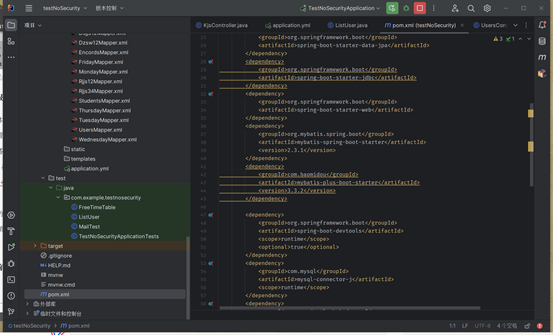 testNoSecurity
版本控制
TestNoSecurityApplication
项目
KjsController.java
application.yml
ListUser.java
pom.xml (testNoSecurity)
Dzsw12Mapper.xml
EncordsMapper.xml
FridayMapper.xml
MondayMapper.xml
Rjjs12Mapper.xml
Rjjs34Mapper.xml
StudentsMapper.xml
ThursdayMapper.xml
TuesdayMapper.xml
UsersMapper.xml
WednesdayMapper.xml
static
templates
application.yml
test
java
com.example.testnosecurity
FreeTimeTable
ListUser
MailTest
TestNoSecurityApplicationTests
target
.gitignore
HELP.md
mvnw
mvnw.cmd
pom.xml
外部库
临时文件和控制台
<groupId>org.springframework.boot</groupId>
<artifactId>spring-boot-starter-data-jpa</artifactId>
</dependency>
<dependency>
<groupId>org.springframework.boot</groupId>
<artifactId>spring-boot-starter-jdbc</artifactId>
</dependency>
<dependency>
<groupId>org.springframework.boot</groupId>
<artifactId>spring-boot-starter-web</artifactId>
</dependency>
<dependency>
<groupId>org.mybatis.spring.boot</groupId>
<artifactId>mybatis-spring-boot-starter</artifactId>
<version>2.3.1</version>
</dependency>
<dependency>
<groupId>com.baomidou</groupId>
<artifactId>mybatis-plus-boot-starter</artifactId>
<version>3.3.2</version>
</dependency>
<dependency>
<groupId>org.springframework.boot</groupId>
<artifactId>spring-boot-devtools</artifactId>
<scope>runtime</scope>
<optional>true</optional>
</dependency>
<dependency>
<groupId>com.mysql</groupId>
<artifactId>mysql-connector-j</artifactId>
<scope>runtime</scope>
</dependency>
<dependency>
testNoSecurity > pom.xml
1:1 LF UTF-8 4 个空格